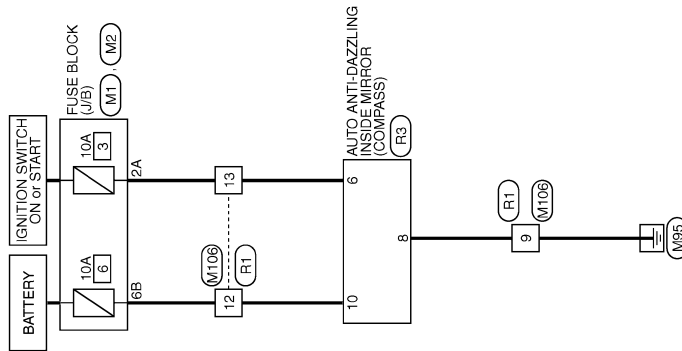 BATTERY
IGNITION SWITCH
ON or START
FUSE BLOCK
(J/B)
M1 , M2
10A
6
10A
3
6B
2A
M106
12
13
R1
10
6
AUTO ANTI-DAZZLING
INSIDE MIRROR
(COMPASS)
R3
8
R1
9
M106
M95